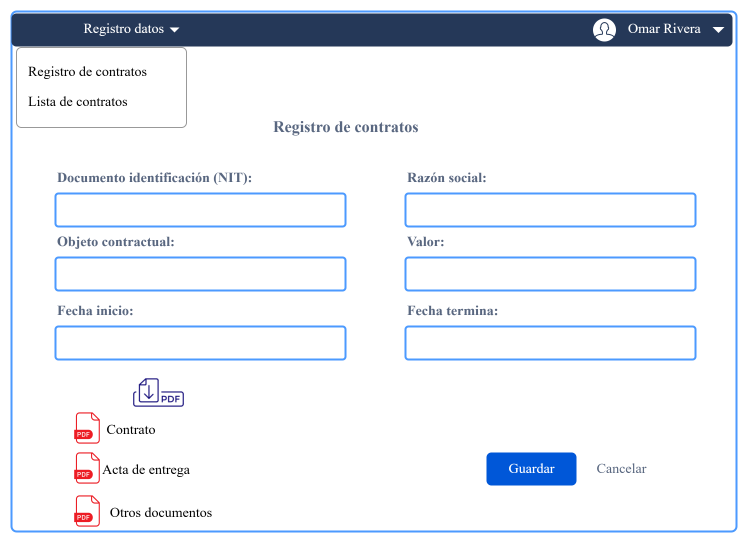 Registro datos
Omar Rivera
Registro de contratos
Lista de contratos
Registro de contratos
Documento identificación (NIT):
Razón social:
Objeto contractual:
Valor:
Fecha inicio:
Fecha termina:
PDF
PDF
Contrato
PDF
Acta de entrega
Guardar
Cancelar
PDF
Otros documentos